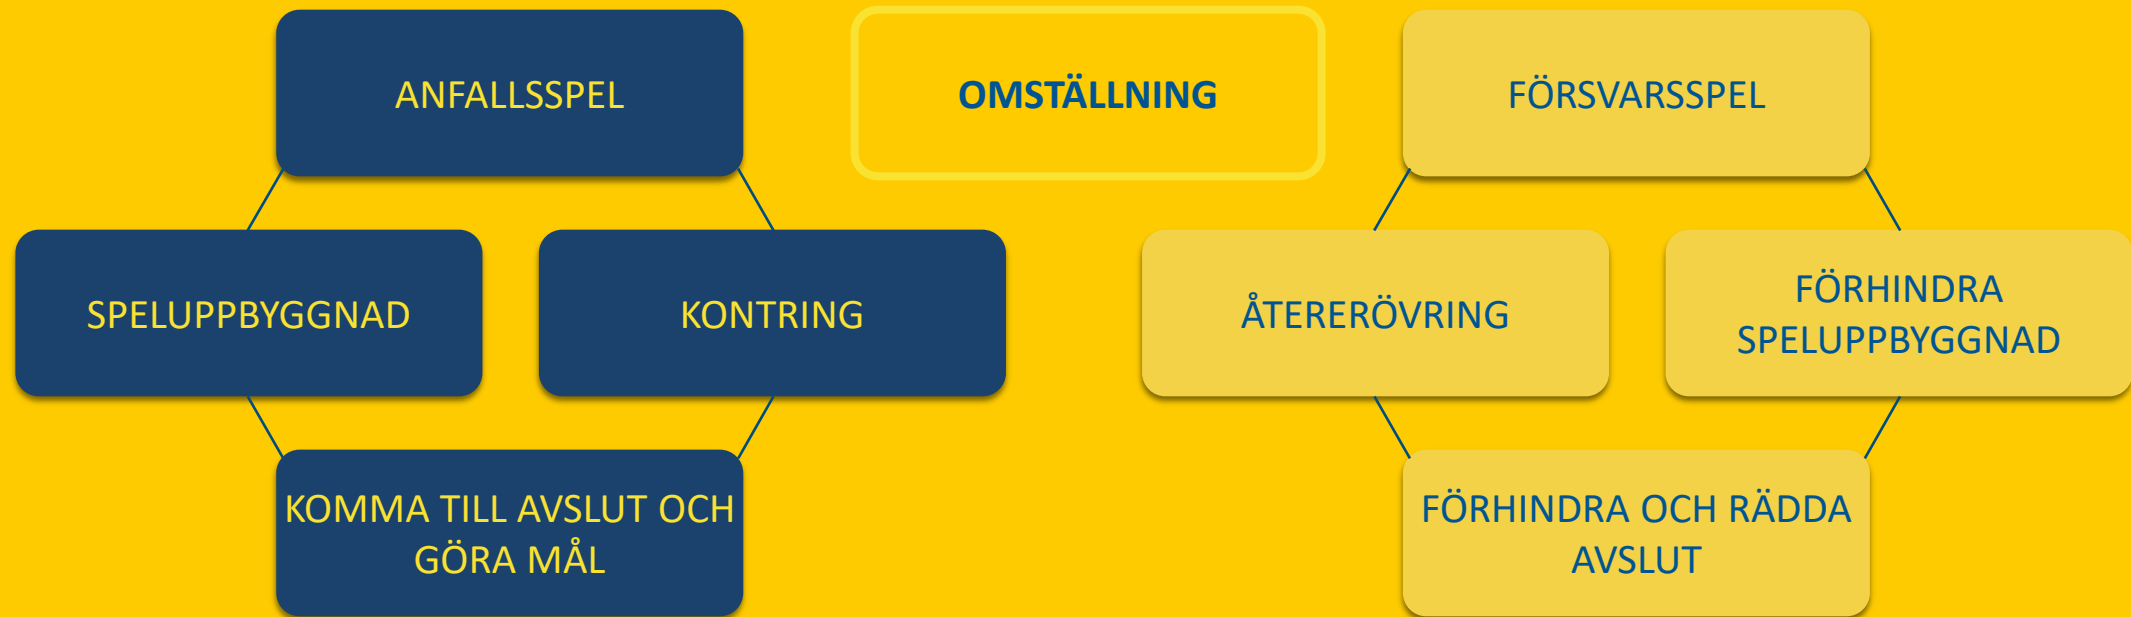 ANFALLSSPEL
OMSTÄLLNING
FÖRSVARSSPEL
SPELUPPBYGGNAD
KONTRING
ÅTERERÖVRING
FÖRHINDRA
SPELUPPBYGGNAD
KOMMA TILL AVSLUT OCH
GÖRA MÅL
FÖRHINDRA OCH RÄDDA
AVSLUT